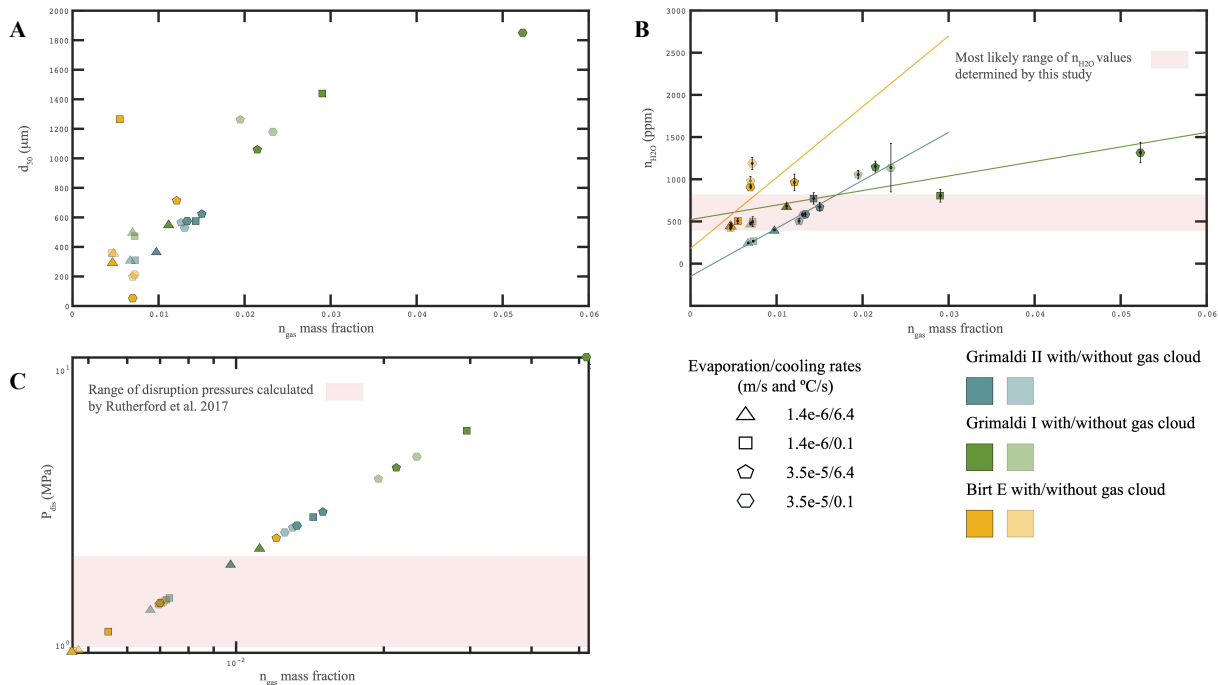 A
2000
1800
1600
1400
1200
1000
800
600
400
200
0
d50 (μm)
0
0.01
0.02
0.03
0.04
0.05
0.06
ngas mass fraction
B
3000
2500
2000
1500
1000
500
0
-500
nH2O (ppm)
Most likely range of nH2O values
determined by this study
0
0.01
0.02
0.03
0.04
0.05
0.06
ngas mass fraction
C
10^1
10^0
Pdis (MPa)
Range of disruption pressures calculated
by Rutherford et al. 2017
10^-2
ngas mass fraction
Evaporation/cooling rates
(m/s and ºC/s)
1.4e-6/6.4
1.4e-6/0.1
3.5e-5/6.4
3.5e-5/0.1
Grimaldi II with/without gas cloud
Grimaldi I with/without gas cloud
Birt E with/without gas cloud